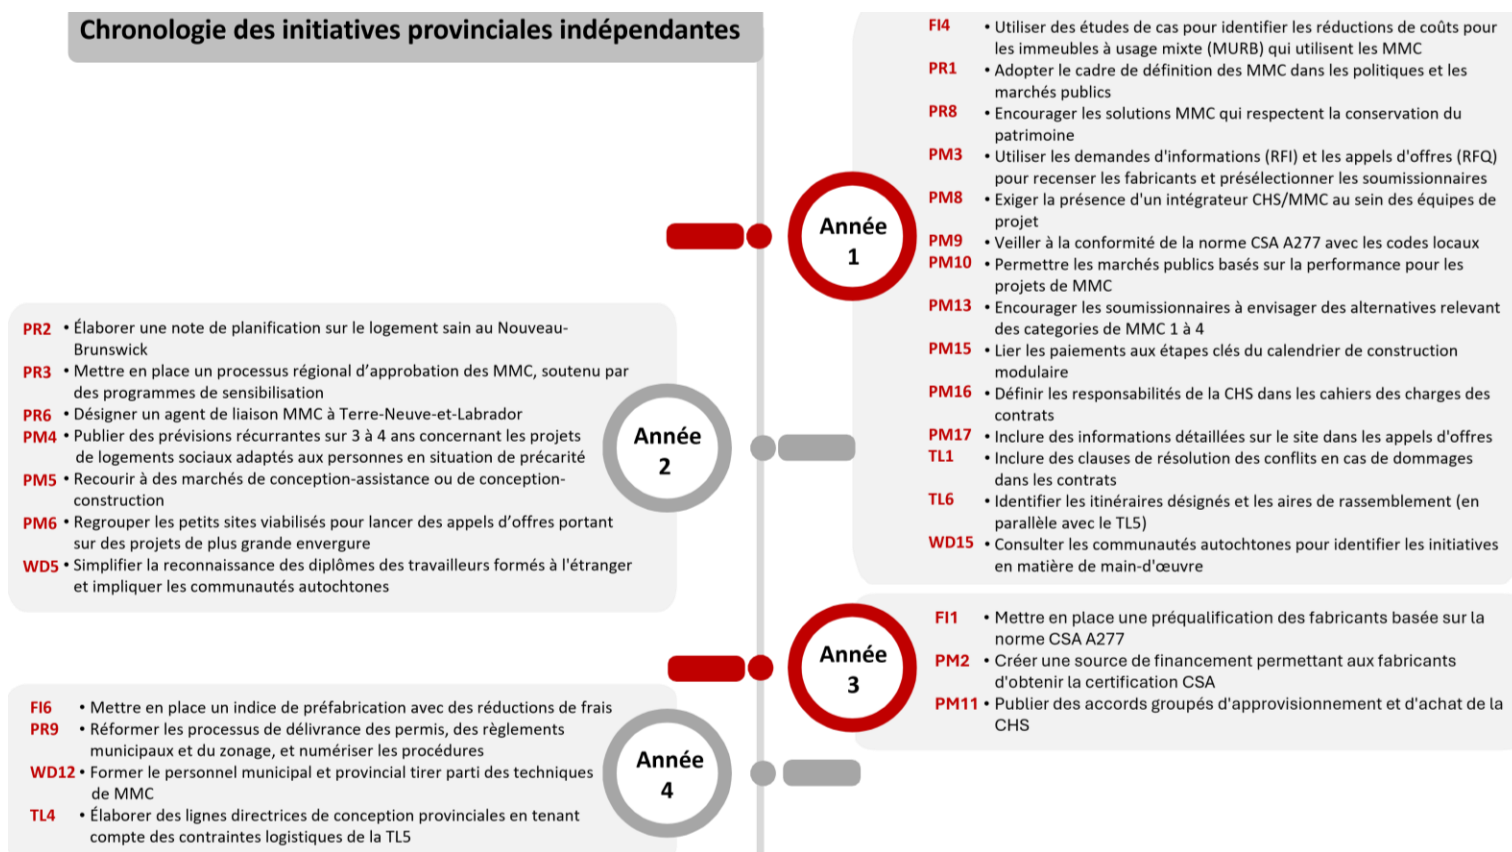 Chronologie des initiatives provinciales indépendantes
Année
1
FI4 • Utiliser des études de cas pour identifier les réductions de coûts pour
les immeubles à usage mixte (MURB) qui utilisent les MMC
PR1 • Adopter le cadre de définition des MMC dans les politiques et les
marchés publics
PR8 • Encourager les solutions MMC qui respectent la conservation du
patrimoine
PM3 • Utiliser les demandes d'informations (RFI) et les appels d'offres (RFQ)
pour recenser les fabricants et présélectionner les soumissionnaires
PM8 • Exiger la présence d'un intégrateur CHS/MMC au sein des équipes de
projet
PM9 • Veiller à la conformité de la norme CSA A277 avec les codes locaux
PM10 • Permettre les marchés publics basés sur la performance pour les
projets de MMC
PM13 • Encourager les soumissionnaires à envisager des alternatives relevant
des categories de MMC 1 à 4
PM15 • Lier les paiements aux étapes clés du calendrier de construction
modulaire
PM16 • Définir les responsabilités de la CHS dans les cahiers des charges des
contrats
PM17 • Inclure des informations détaillées sur le site dans les appels d'offres
TL1 • Inclure des clauses de résolution des conflits en cas de dommages
dans les contrats
TL6 • Identifier les itinéraires désignés et les aires de rassemblement (en
parallèle avec le TL5)
WD15 • Consulter les communautés autochtones pour identifier les initiatives
en matière de main-d'œuvre
Année
2
PR2 • Élaborer une note de planification sur le logement sain au Nouveau-
Brunswick
PR3 • Mettre en place un processus régional d’approbation des MMC, soutenu par
des programmes de sensibilisation
PR6 • Désigner un agent de liaison MMC à Terre-Neuve-et-Labrador
PM4 • Publier des prévisions récurrantes sur 3 à 4 ans concernant les projets
de logements sociaux adaptés aux personnes en situation de précarité
PM5 • Recourir à des marchés de conception-assistance ou de conception-
construction
PM6 • Regrouper les petits sites viabilisés pour lancer des appels d’offres portant
sur des projets de plus grande envergure
WD5 • Simplifier la reconnaissance des diplômes des travailleurs formés à l'étranger
et impliquer les communautés autochtones
Année
3
FI1 • Mettre en place une préqualification des fabricants basée sur la
norme CSA A277
PM2 • Créer une source de financement permettant aux fabricants
d'obtenir la certification CSA
PM11 • Publier des accords groupés d'approvisionnement et d'achat de la
CHS
Année
4
FI6 • Mettre en place un indice de préfabrication avec des réductions de frais
PR9 • Réformer les processus de délivrance des permis, des règlements
municipaux et du zonage, et numériser les procédures
WD12 • Former le personnel municipal et provincial tirer parti des techniques
de MMC
TL4 • Élaborer des lignes directrices de conception provinciales en tenant
compte des contraintes logistiques de la TL5